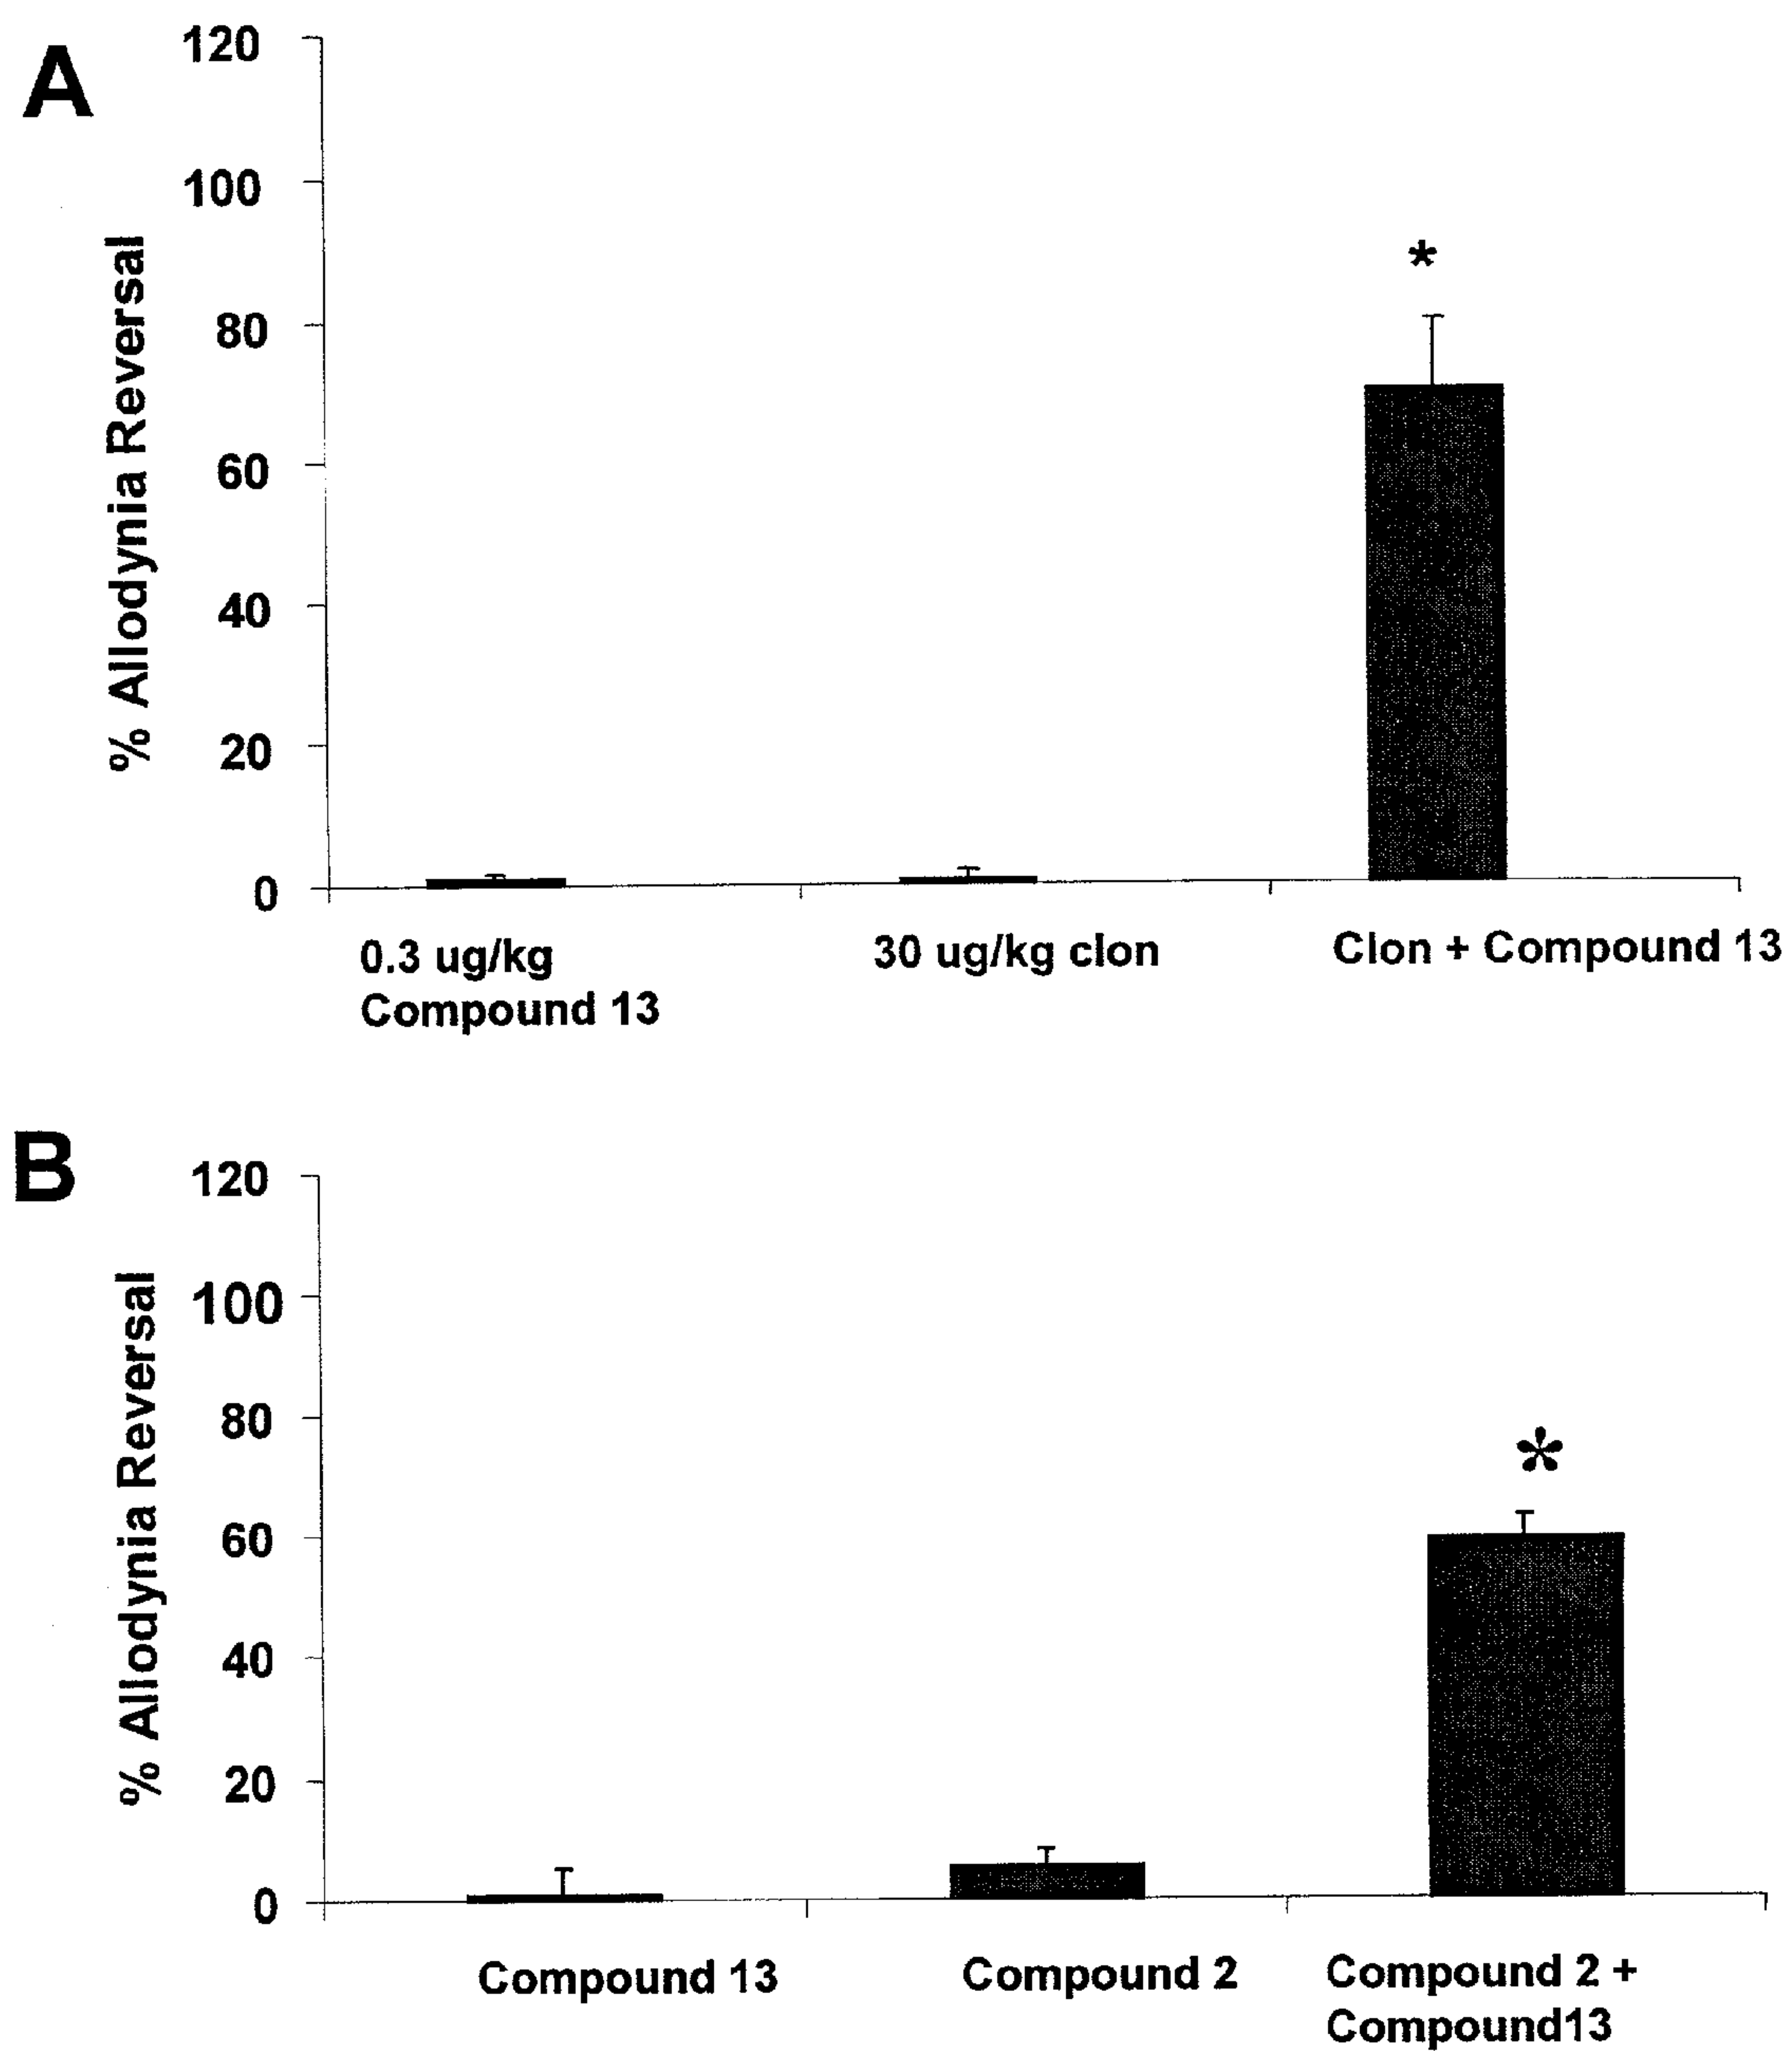 A
120
100
80
60
40
20
0
% Allodynia Reversal
*
0.3 ug/kg
Compound 13
30 ug/kg clon
Clon + Compound 13
B
120
100
80
60
40
20
0
% Allodynia Reversal
*
Compound 13
Compound 2
Compound 2 +
Compound13